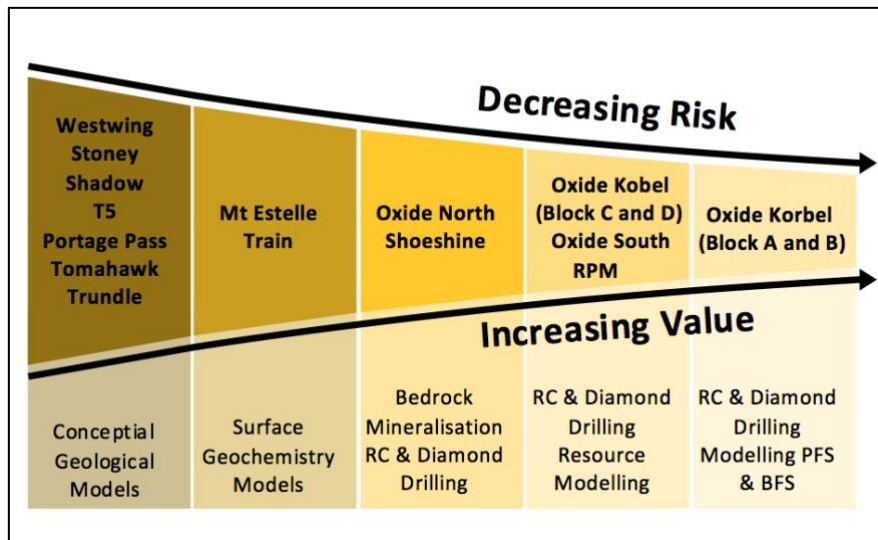 Decreasing Risk
Westwing
Stoney
Shadow
T5
Portage Pass
Tomahawk
Trundle
Mt Estelle
Train
Oxide North
Shoeshine
Oxide Kobel
(Block C and D)
Oxide South
RPM
Oxide Korbel
(Block A and B)
Increasing Value
Conceptial
Geological
Models
Surface
Geochemistry
Models
Bedrock
Mineralisation
RC & Diamond
Drilling
RC & Diamond
Drilling
Resource
Modelling
RC & Diamond
Drilling
Modelling PFS
& BFS